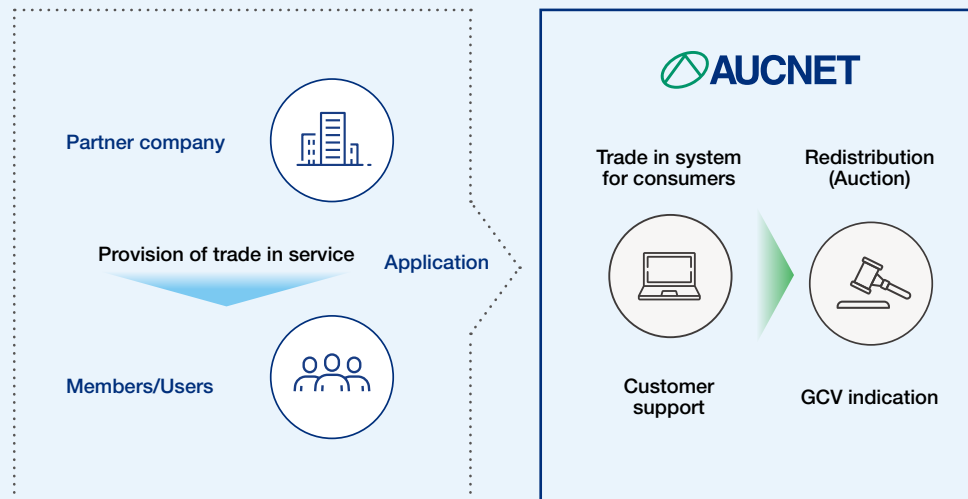 Partner company
Provision of trade in service
Application
Members/Users
AUCNET
Trade in system
for consumers
Redistribution
(Auction)
Customer
support
GCV indication